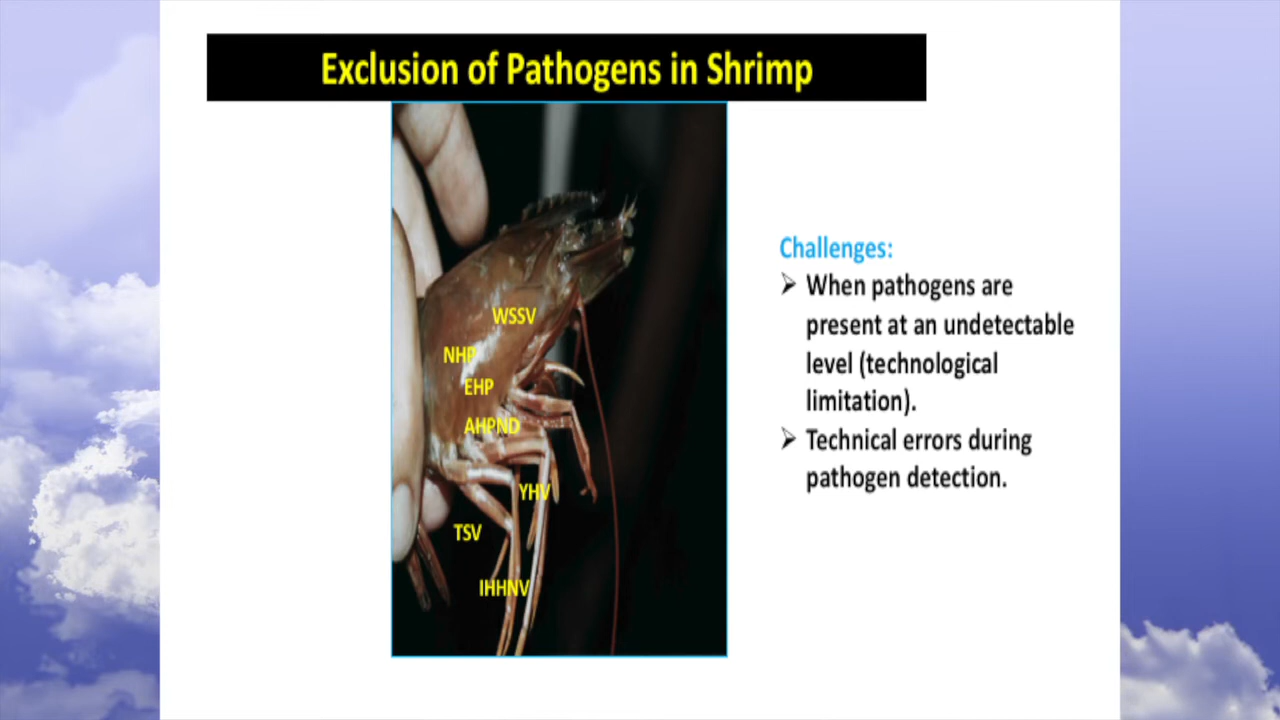 Exclusion of Pathogens in Shrimp
WSSV
NHP
EHP
AHPND
YHV
TSV
IHHNV
Challenges:
➢ When pathogens are
present at an undetectable
level (technological
limitation).
➢ Technical errors during
pathogen detection.